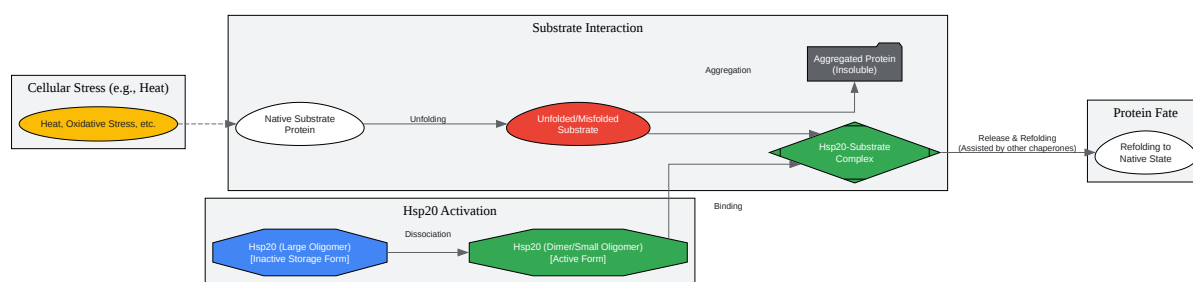 Substrate Interaction
Aggregated Protein
(Insoluble)
Aggregation
Cellular Stress (e.g., Heat)
Heat, Oxidative Stress, etc.
Native Substrate
Protein
Unfolding
Unfolded/Misfolded
Substrate
Hsp20-Substrate
Complex
Release & Refolding
(Assisted by other chaperones)
Protein Fate
Refolding to
Native State
Hsp20 Activation
Binding
Hsp20 (Large Oligomer)
[Inactive Storage Form]
Dissociation
Hsp20 (Dimer/Small Oligomer)
[Active Form]